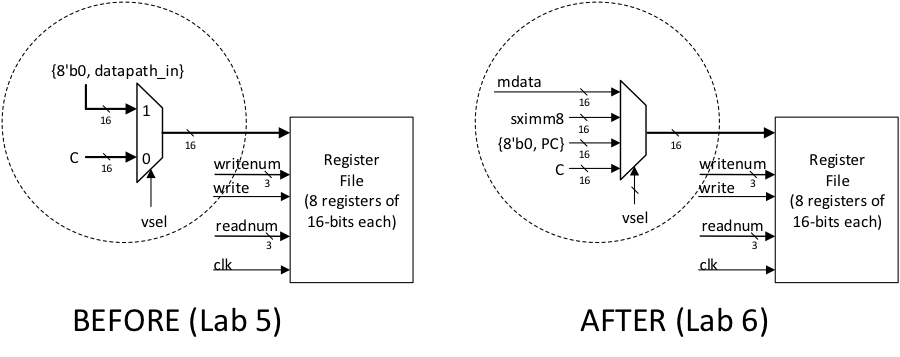 {8'b0, datapath_in}
16
1
C
16
0
16
vsel
writenum
3
write
readnum
3
clk
Register
File
(8 registers of
16-bits each)
BEFORE (Lab 5)
mdata
16
sximm8
16
{8'b0, PC}
16
C
16
16
vsel
writenum
3
write
readnum
3
clk
Register
File
(8 registers of
16-bits each)
AFTER (Lab 6)